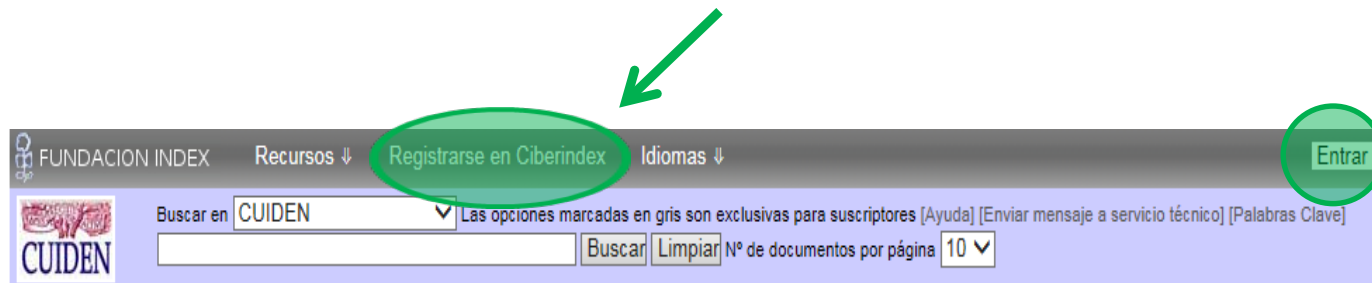 FUNDACION INDEX Recursos ⇓ Registrarse en Ciberindex Idiomas ⇓ Entrar
Buscar en CUIDEN Las opciones marcadas en gris son exclusivas para suscriptores [Ayuda] [Enviar mensaje a servicio técnico] [Palabras Clave]
CUIDEN Buscar Limpiar Nº de documentos por página 10